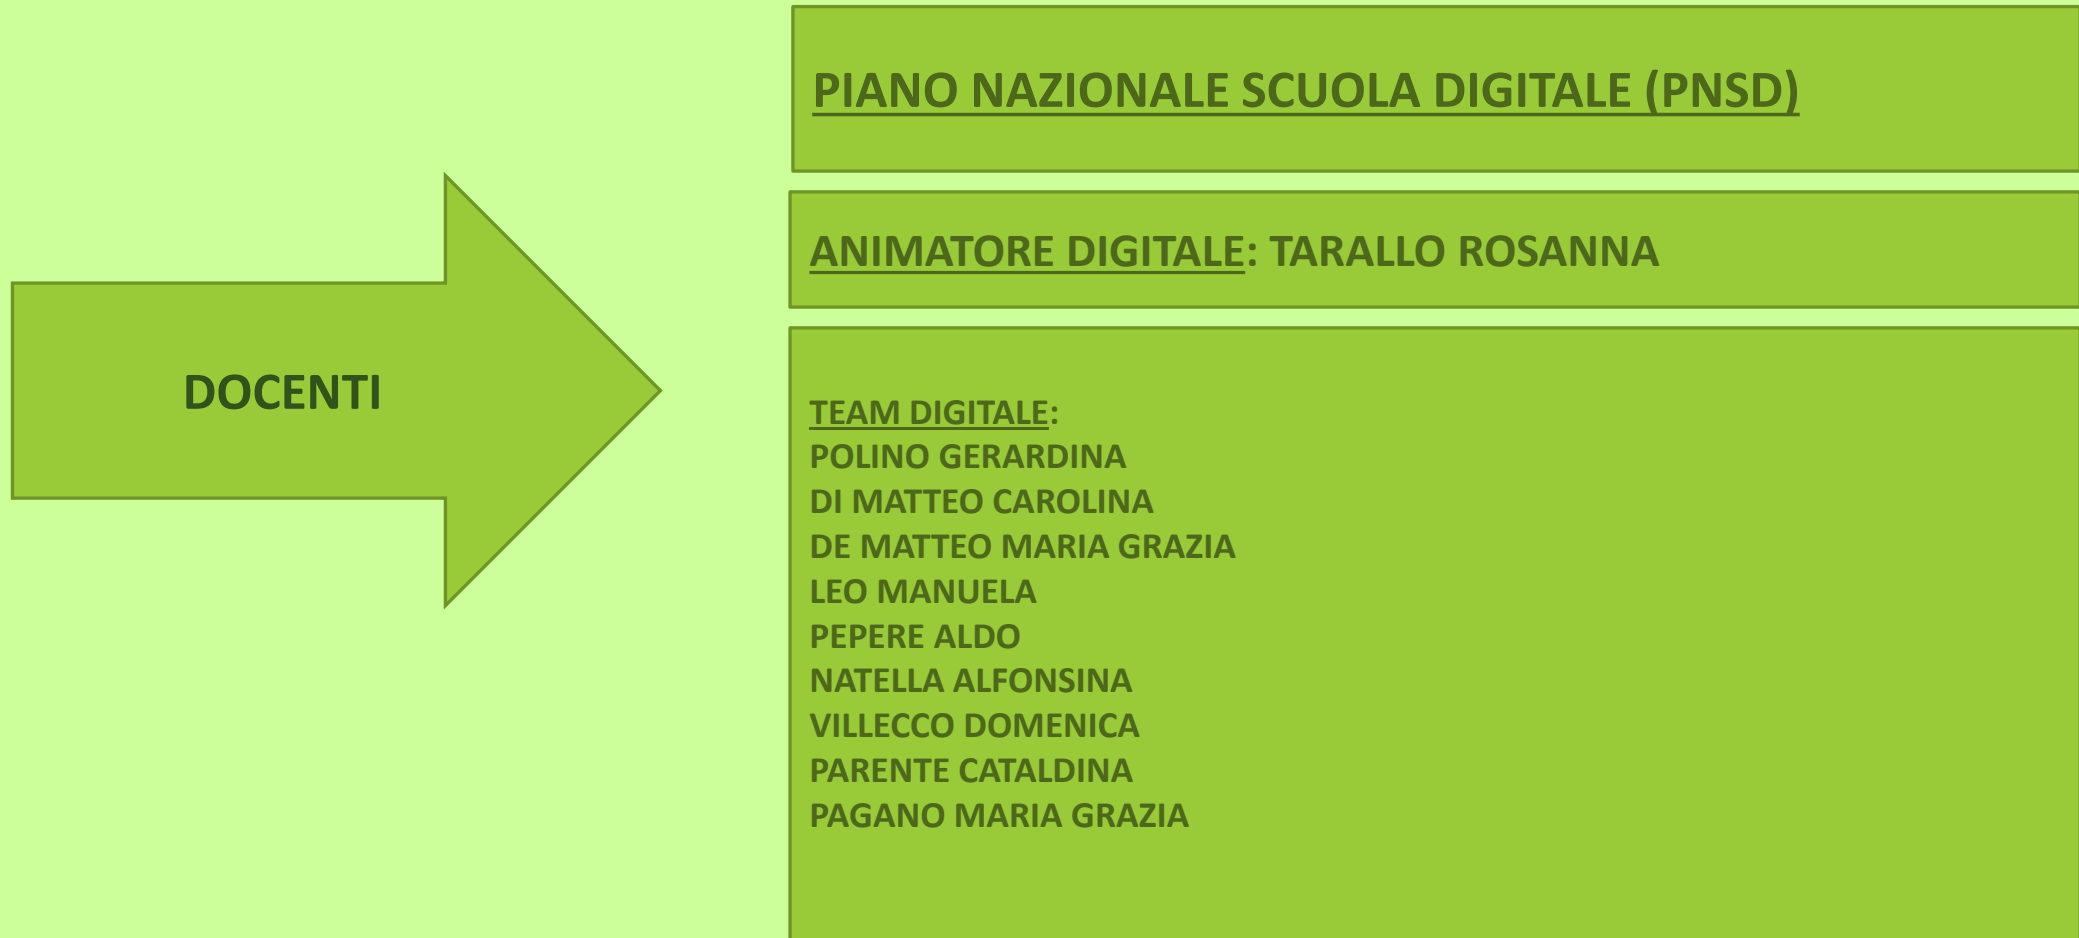 DOCENTI
PIANO NAZIONALE SCUOLA DIGITALE (PNSD)
ANIMATORE DIGITALE: TARALLO ROSANNA
TEAM DIGITALE:
POLINO GERARDINA
DI MATTEO CAROLINA
DE MATTEO MARIA GRAZIA
LEO MANUELA
PEPERE ALDO
NATELLA ALFONSINA
VILLECCO DOMENICA
PARENTE CATALDINA
PAGANO MARIA GRAZIA